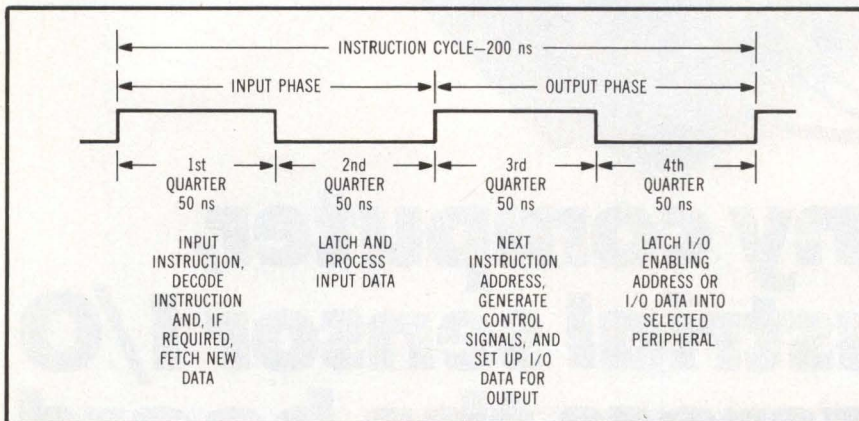 INSTRUCTION CYCLE—200 ns
INPUT PHASE
OUTPUT PHASE
1st
QUARTER
50 ns
INPUT
INSTRUCTION,
DECODE
INSTRUCTION
AND, IF
REQUIRED,
FETCH NEW
DATA
2nd
QUARTER
50 ns
LATCH AND
PROCESS
INPUT DATA
3rd
QUARTER
50 ns
NEXT
INSTRUCTION
ADDRESS,
GENERATE
CONTROL
SIGNALS, AND
SET UP I/O
DATA FOR
OUTPUT
4th
QUARTER
50 ns
LATCH I/O
ENABLING
ADDRESS OR
I/O DATA INTO
SELECTED
PERIPHERAL